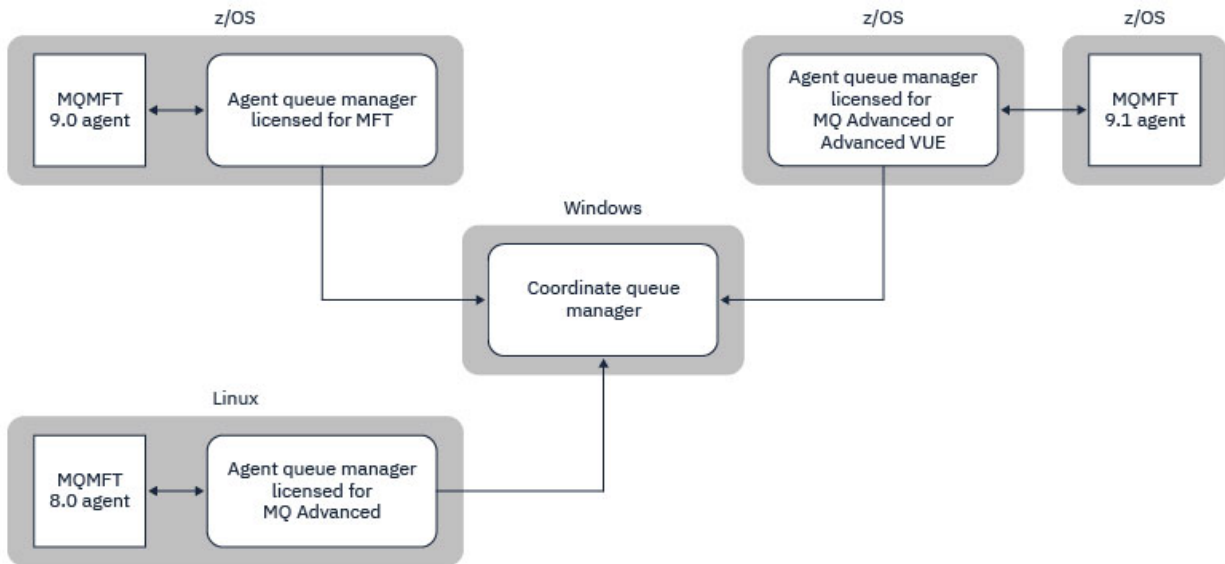 z/OS
MQMFT
9.0 agent
Agent queue manager
licensed for MFT
z/OS
Agent queue manager
licensed for
MQ Advanced or
Advanced VUE
z/OS
MQMFT
9.1 agent
Windows
Coordinate queue
manager
Linux
MQMFT
8.0 agent
Agent queue manager
licensed for
MQ Advanced